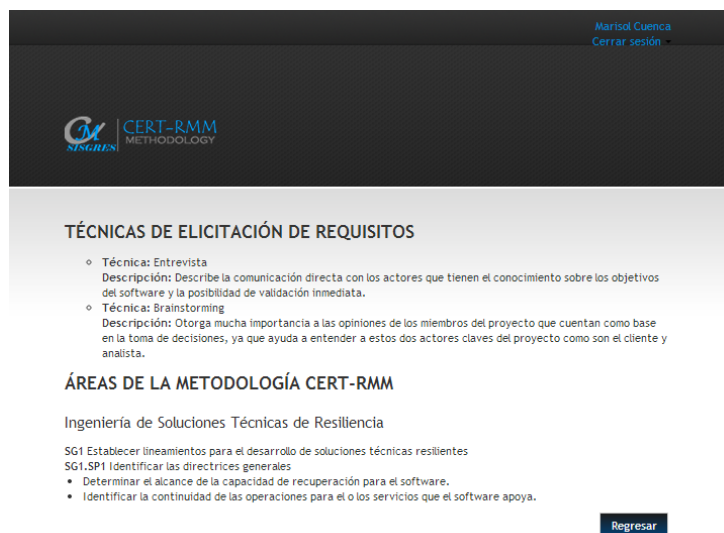 Marisol Cuenca
Cerrar sesión
CM
SISGRES
CERT-RMM
METHODOLOGY
TÉCNICAS DE ELICITACIÓN DE REQUISITOS
Técnica: Entrevista
Descripción: Describe la comunicación directa con los actores que tienen el conocimiento sobre los objetivos
del software y la posibilidad de validación inmediata.
Técnica: Brainstorming
Descripción: Otorga mucha importancia a las opiniones de los miembros del proyecto que cuentan como base
en la toma de decisiones, ya que ayuda a entender a estos dos actores claves del proyecto como son el cliente y
analista.
ÁREAS DE LA METODOLOGÍA CERT-RMM
Ingeniería de Soluciones Técnicas de Resiliencia
SG1 Establecer lineamientos para el desarrollo de soluciones técnicas resilientes
SG1.SP1 Identificar las directrices generales
• Determinar el alcance de la capacidad de recuperación para el software.
• Identificar la continuidad de las operaciones para el o los servicios que el software apoya.
Regresar